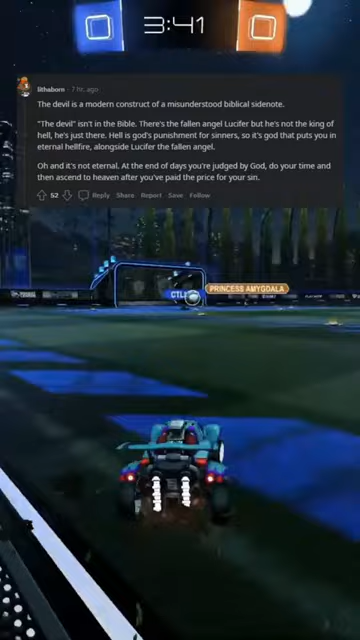 0 3:41 0
lithaborn · 7 hr. ago
The devil is a modern construct of a misunderstood biblical sidenote.
"The devil" isn't in the Bible. There's the fallen angel Lucifer but he's not the king of
hell, he's just there. Hell is god's punishment for sinners, so it's god that puts you in
eternal hellfire, alongside Lucifer the fallen angel.
Oh and it's not eternal. At the end of days you're judged by God, do your time and
then ascend to heaven after you've paid the price for your sin.
52 Reply Share Report Save Follow
PRINCESS AMYGDALA